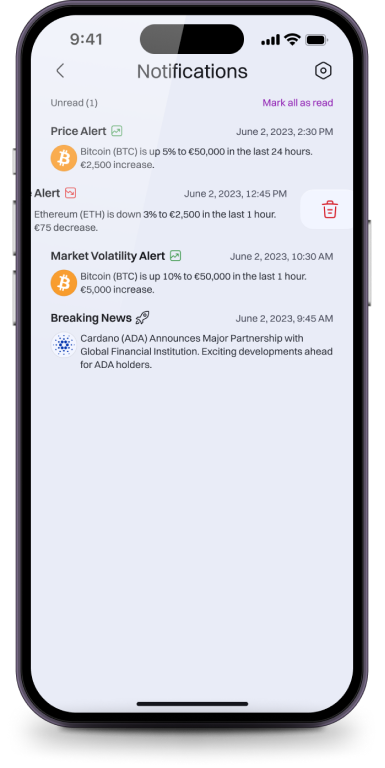 9:41
Notifications
Unread (1)
Mark all as read
Price Alert
June 2, 2023, 2:30 PM
Bitcoin (BTC) is up 5% to €50,000 in the last 24 hours.
€2,500 increase.
e Alert
June 2, 2023, 12:45 PM
Ethereum (ETH) is down 3% to €2,500 in the last 1 hour.
€75 decrease.
Market Volatility Alert
June 2, 2023, 10:30 AM
Bitcoin (BTC) is up 10% to €50,000 in the last 1 hour.
€5,000 increase.
Breaking News
June 2, 2023, 9:45 AM
Cardano (ADA) Announces Major Partnership with
Global Financial Institution. Exciting developments ahead
for ADA holders.